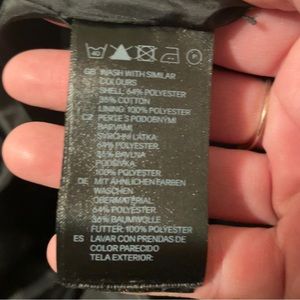 GB WASH WITH SIMILAR
COLOURS
SHELL: 64% POLYESTER
36% COTTON
LINING: 100% POLYESTER
CZ PERTE S PODOBNÝMI
BARVAMI
SVRCHNÍ LÁTKA:
64% POLYESTER
36% BAVLNA
PODŠÍVKA:
100% POLYESTER
DE MIT ÄHNLICHEN FARBEN
WASCHEN
OBERMATERIAL:
64% POLYESTER
36% BAUMWOLLE
FUTTER: 100% POLYESTER
ES LAVAR CON PRENDAS DE
COLOR PARECIDO
TELA EXTERIOR: